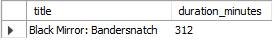 title duration_minutes
Black Mirror: Bandersnatch 312